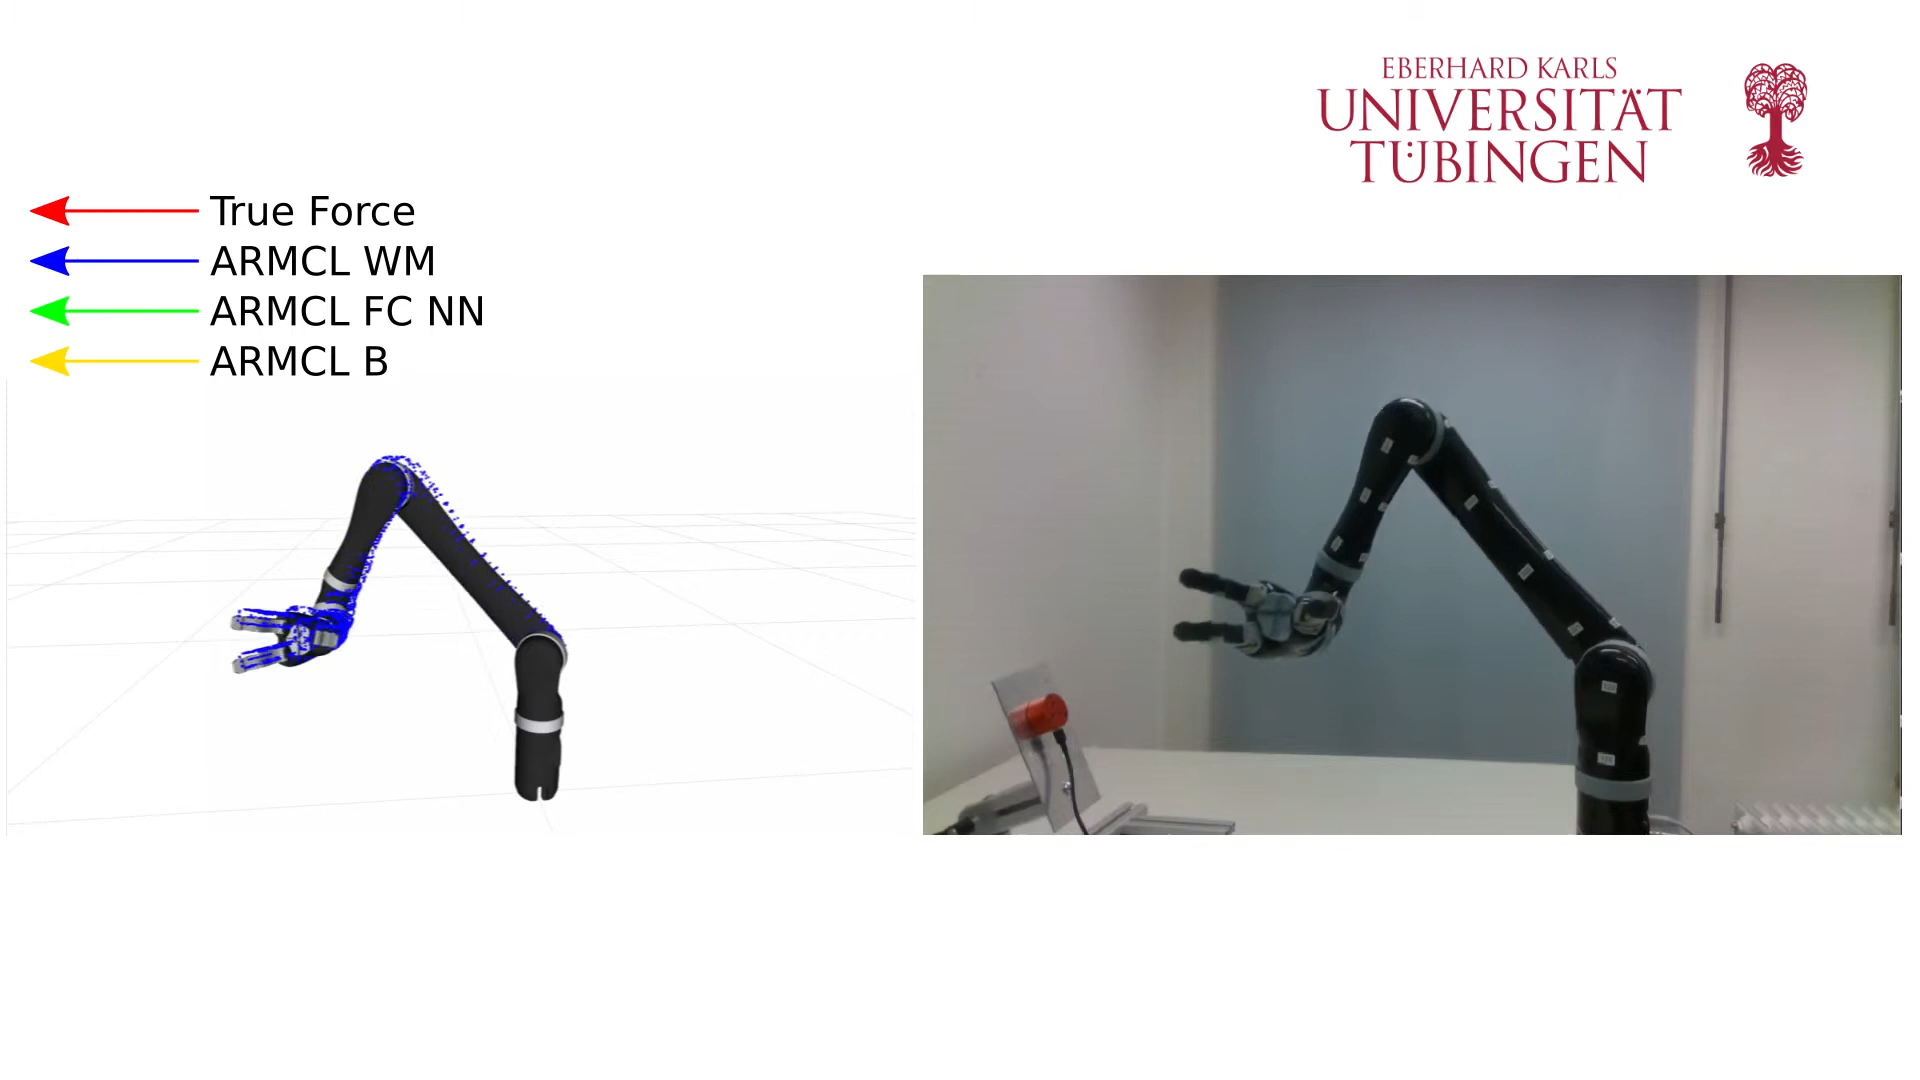 EBERHARD KARLS
UNIVERSITÄT
TÜBINGEN
True Force
ARMCL WM
ARMCL FC NN
ARMCL B